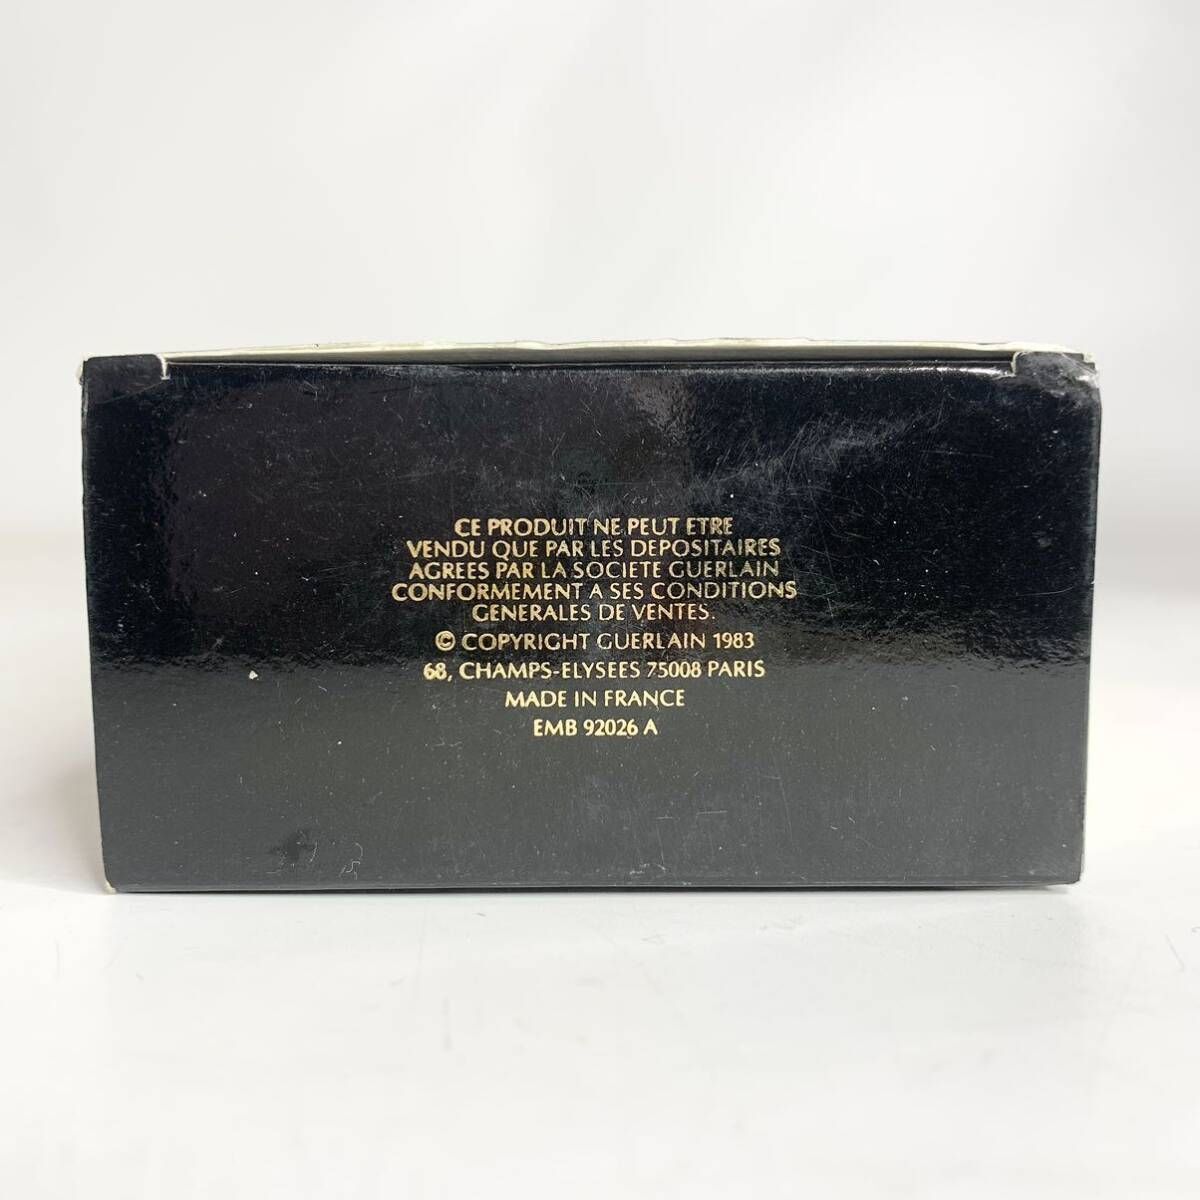 CE PRODUIT NE PEUT ETRE
VENDU QUE PAR LES DEPOSITAIRES
AGREES PAR LA SOCIETE GUERLAIN
CONFORMEMENT A SES CONDITIONS
GENERALES DE VENTES.
© COPYRIGHT GUERLAIN 1983
68, CHAMPS-ELYSEES 75008 PARIS
MADE IN FRANCE
EMB 92026 A